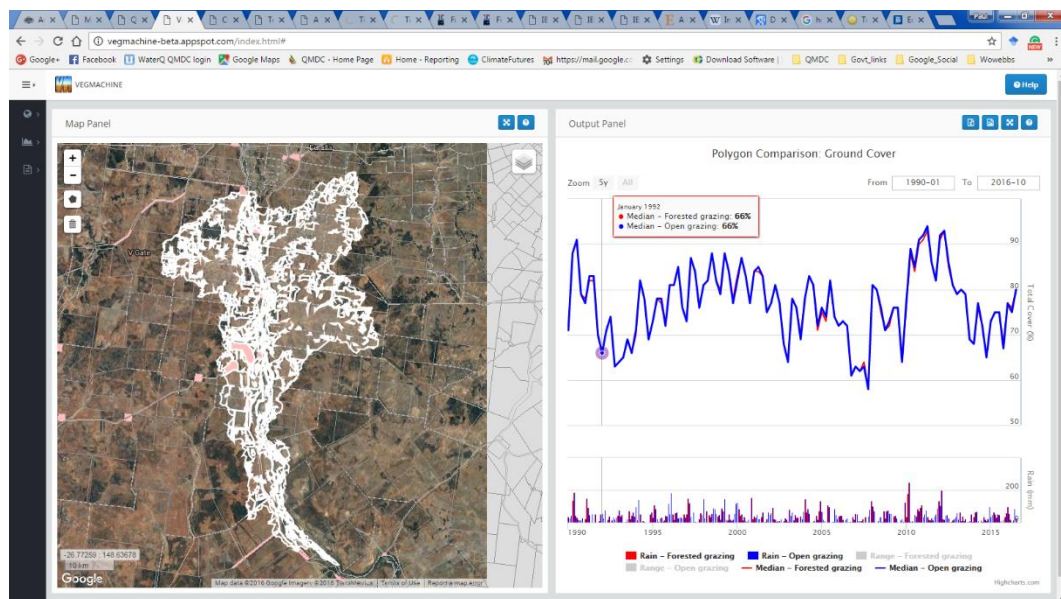 Paul
vegmachine-beta.appspot.com/index.html#
Google+ Facebook WaterQ QMDC login Google Maps QMDC - Home Page Home - Reporting ClimateFutures https://mail.google.co Settings Download Software | QMDC Govt_links Google_Social Wowebbs »
VEGMACHINE
Help
Map Panel
Output Panel
Polygon Comparison: Ground Cover
Zoom 5y All
From 1990-01 To 2016-10
January 1992
Median - Forested grazing: 66%
Median - Open grazing: 66%
+
-
V Gate
90
80
70
60
50
Total Cover (%)
200
0
Rain (mm)
1990 1995 2000 2005 2010 2015
Rain - Forested grazing Rain - Open grazing Range - Forested grazing
Range - Open grazing Median - Forested grazing Median - Open grazing
Highcharts.com
-26.77259 : 148.63678
10 km
Google
Map data ©2016 Google Imagery ©2016 TerraMetrics Terms of Use Report a map error